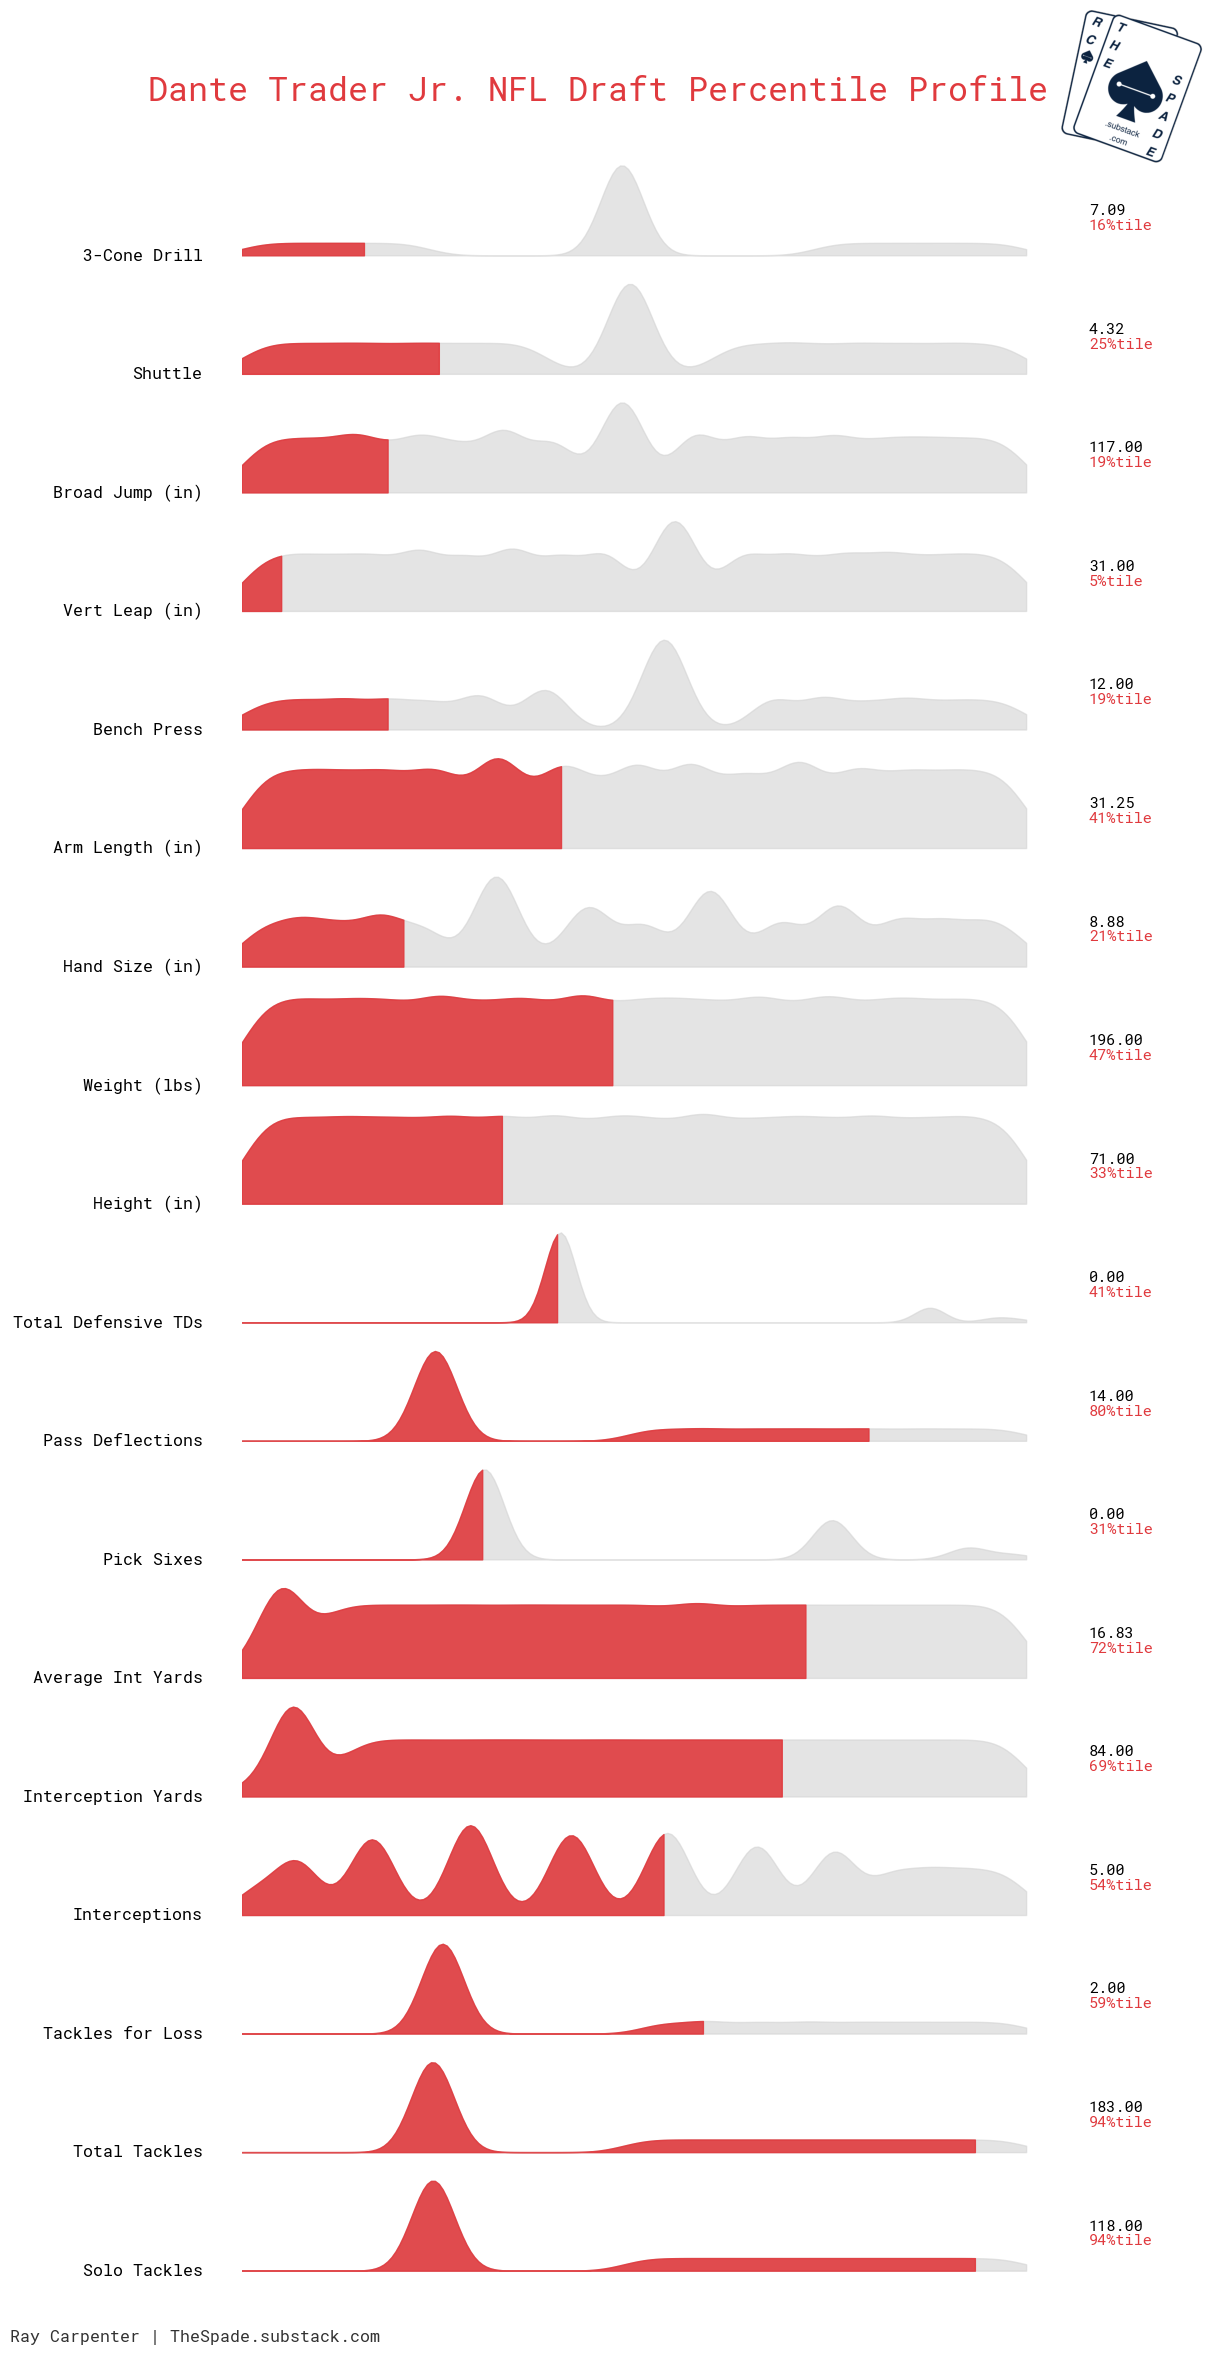 Dante Trader Jr. NFL Draft Percentile Profile
R
C
T
H
E
S
P
A
D
E
.substack
.com
7.09
16%tile
3-Cone Drill
4.32
25%tile
Shuttle
117.00
19%tile
Broad Jump (in)
31.00
5%tile
Vert Leap (in)
12.00
19%tile
Bench Press
31.25
41%tile
Arm Length (in)
8.88
21%tile
Hand Size (in)
196.00
47%tile
Weight (lbs)
71.00
33%tile
Height (in)
0.00
41%tile
Total Defensive TDs
14.00
80%tile
Pass Deflections
0.00
31%tile
Pick Sixes
16.83
72%tile
Average Int Yards
84.00
69%tile
Interception Yards
5.00
54%tile
Interceptions
2.00
59%tile
Tackles for Loss
183.00
94%tile
Total Tackles
118.00
94%tile
Solo Tackles
Ray Carpenter | TheSpade.substack.com